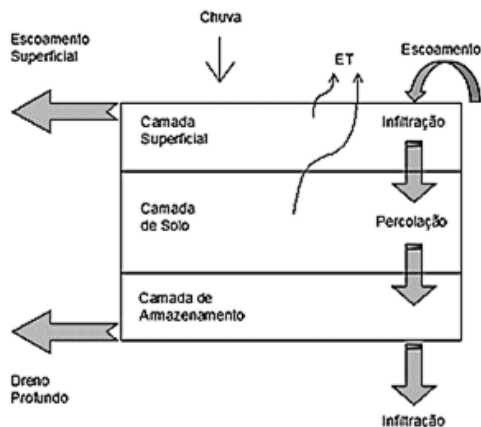 Chuva
Escoamento
Superficial
ET
Escoamento
Camada
Superficial
Infiltração
Camada
de Solo
Percolação
Camada de
Armazenamento
Dreno
Profundo
Infiltração